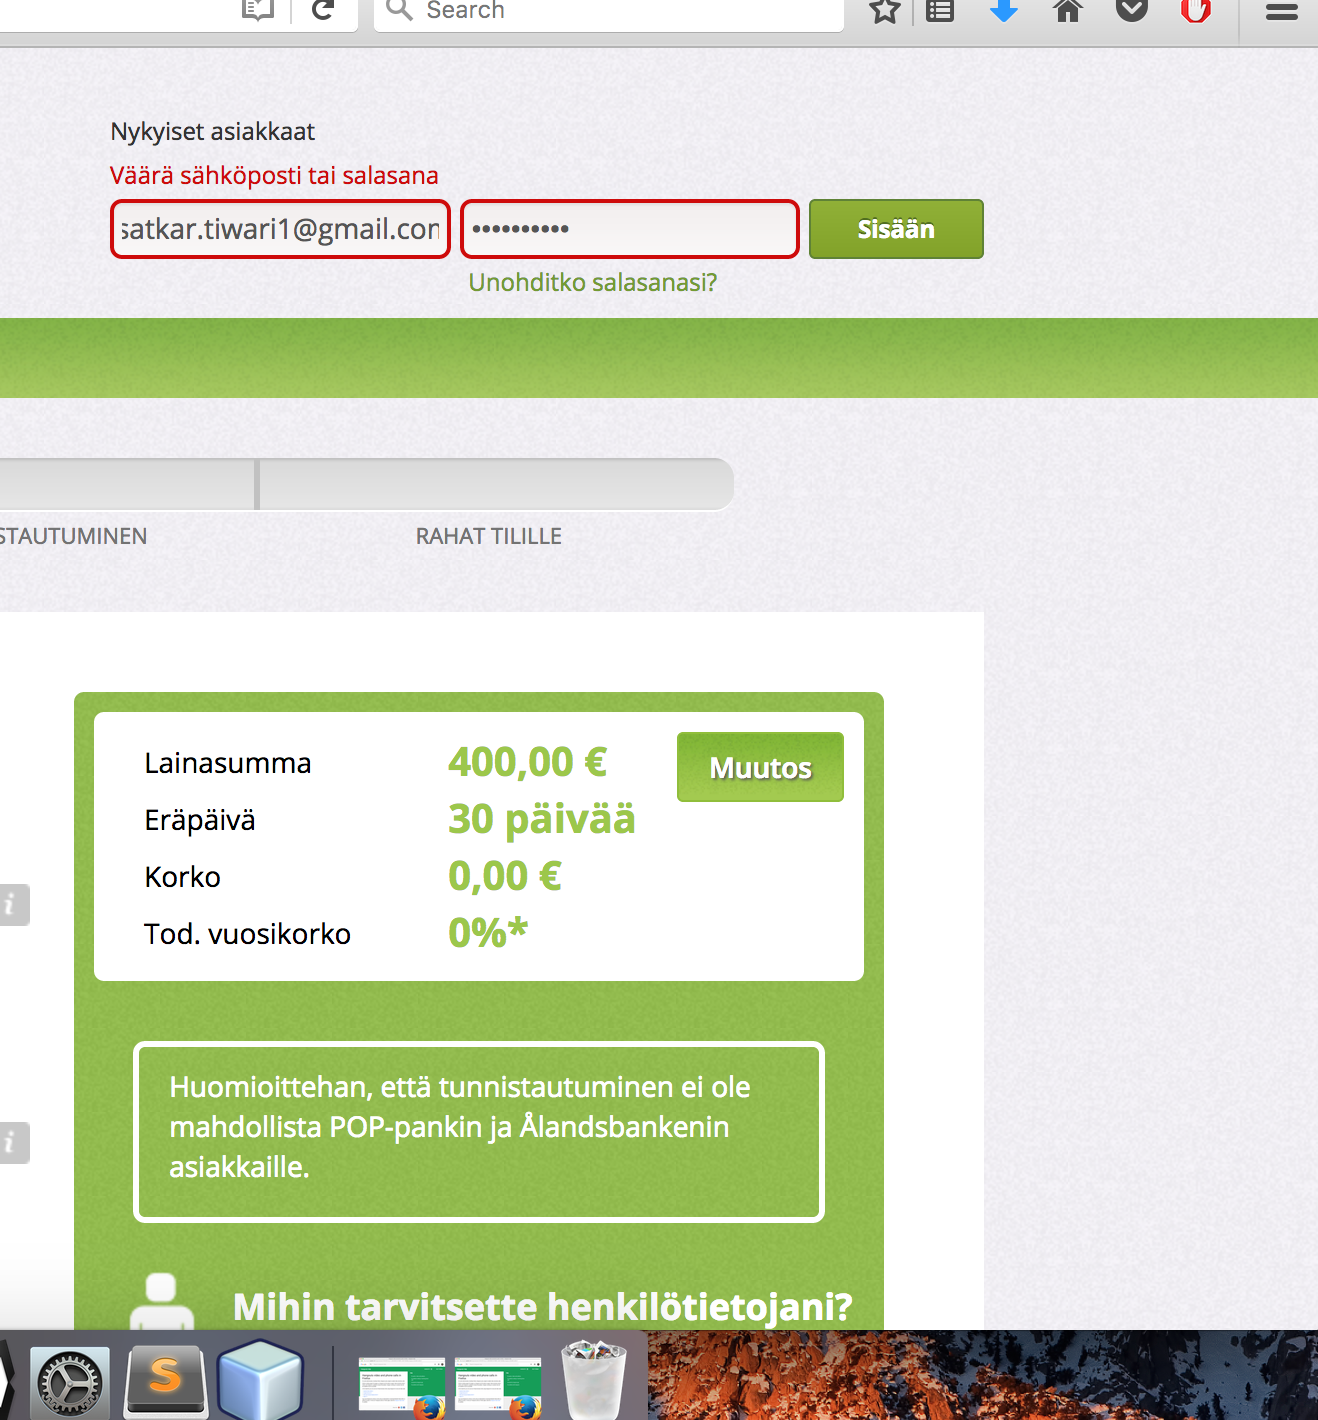 Search
Nykyiset asiakkaat
Väärä sähköposti tai salasana
satkar.tiwari1@gmail.com
••••••••••
Sisään
Unohditko salasanasi?
STAUTUMINEN
RAHAT TILILLE
Lainasumma 400,00 €
Muutos
Eräpäivä 30 päivää
Korko 0,00 €
Tod. vuosikorko 0%*
i
i
Huomioittehan, että tunnistautuminen ei ole
mahdollista POP-pankin ja Ålandsbankenin
asiakkaille.
Mihin tarvitsette henkilötietojani?
S